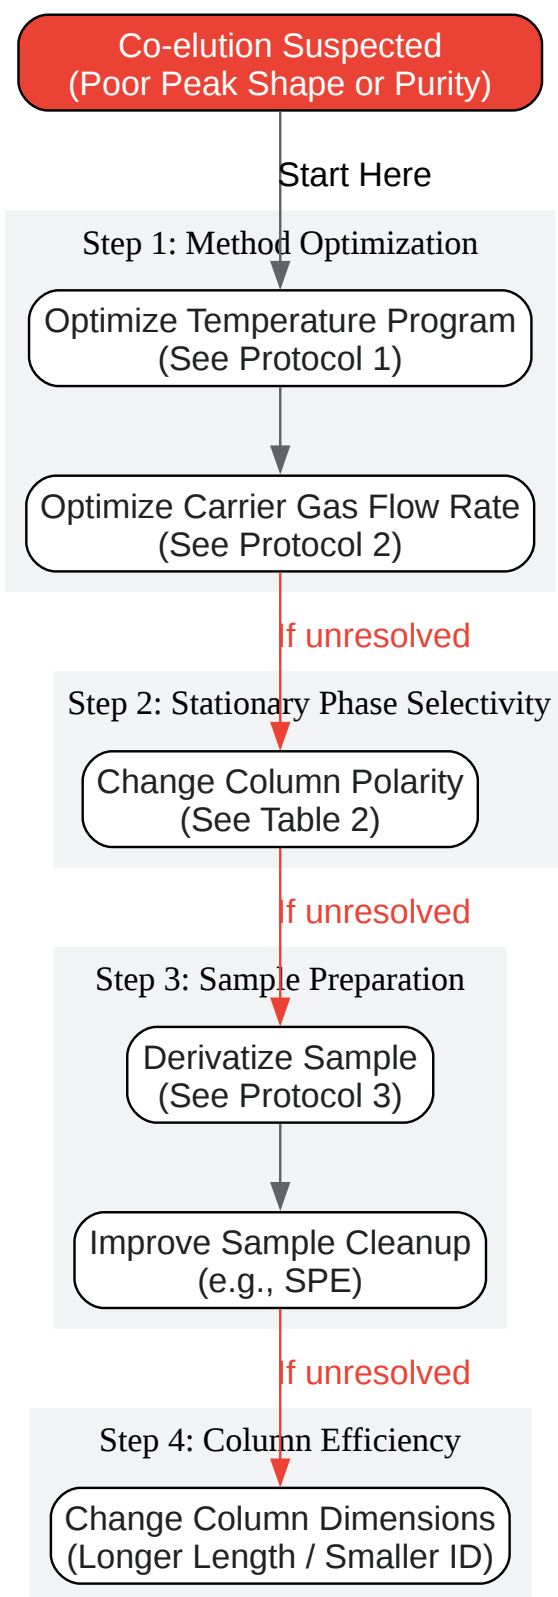 Co-elution Suspected
(Poor Peak Shape or Purity)
Start Here
Step 1: Method Optimization
Optimize Temperature Program
(See Protocol 1)
Optimize Carrier Gas Flow Rate
(See Protocol 2)
If unresolved
Step 2: Stationary Phase Selectivity
Change Column Polarity
(See Table 2)
If unresolved
Step 3: Sample Preparation
Derivatize Sample
(See Protocol 3)
Improve Sample Cleanup
(e.g., SPE)
If unresolved
Step 4: Column Efficiency
Change Column Dimensions
(Longer Length / Smaller ID)